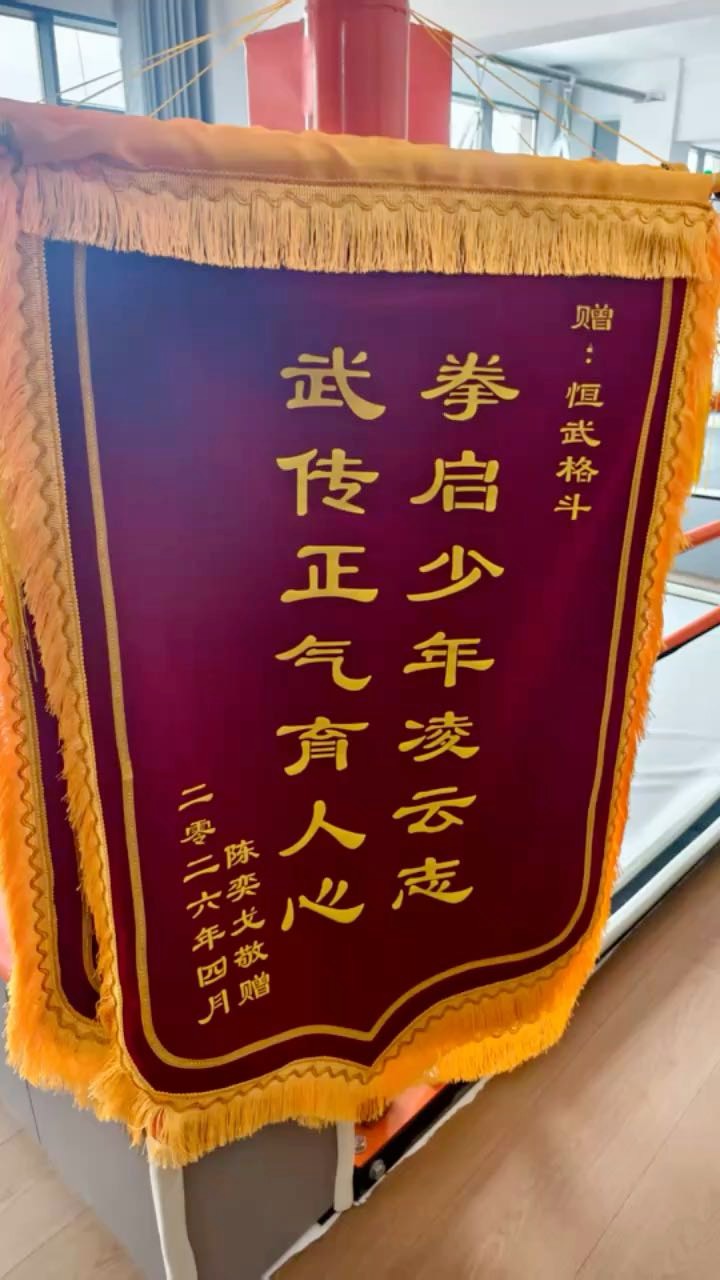 赠：恒武格斗
拳启少年凌云志
武传正气育人心
陈奕戈敬赠
二零二六年四月